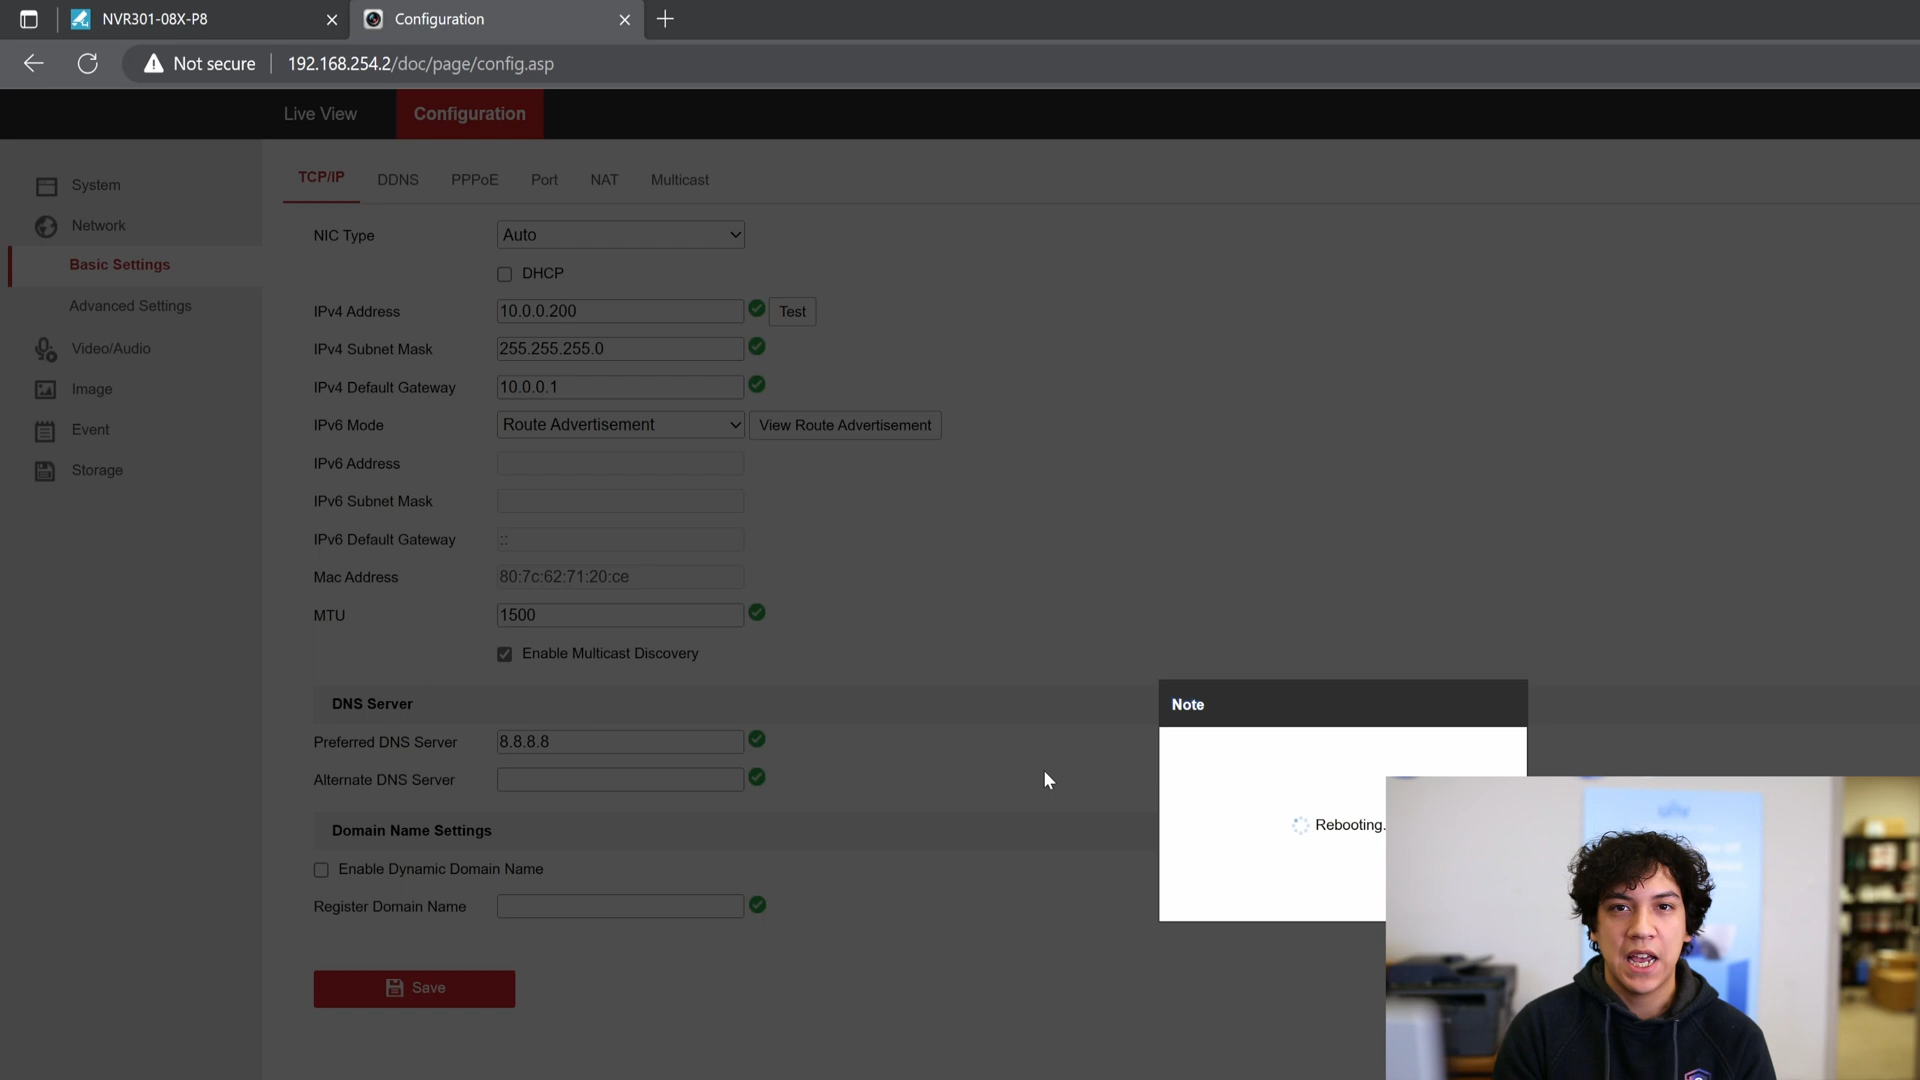 NVR301-08X-P8
Configuration
Not secure
192.168.254.2/doc/page/config.asp
Live View
Configuration
System
Network
Basic Settings
Advanced Settings
Video/Audio
Image
Event
Storage
TCP/IP
DDNS
PPPoE
Port
NAT
Multicast
NIC Type
Auto
DHCP
IPv4 Address
10.0.0.200
Test
IPv4 Subnet Mask
255.255.255.0
IPv4 Default Gateway
10.0.0.1
IPv6 Mode
Route Advertisement
View Route Advertisement
IPv6 Address
IPv6 Subnet Mask
IPv6 Default Gateway
::
Mac Address
80:7c:62:71:20:ce
MTU
1500
Enable Multicast Discovery
DNS Server
Preferred DNS Server
8.8.8.8
Alternate DNS Server
Domain Name Settings
Enable Dynamic Domain Name
Register Domain Name
Save
Note
Rebooting.